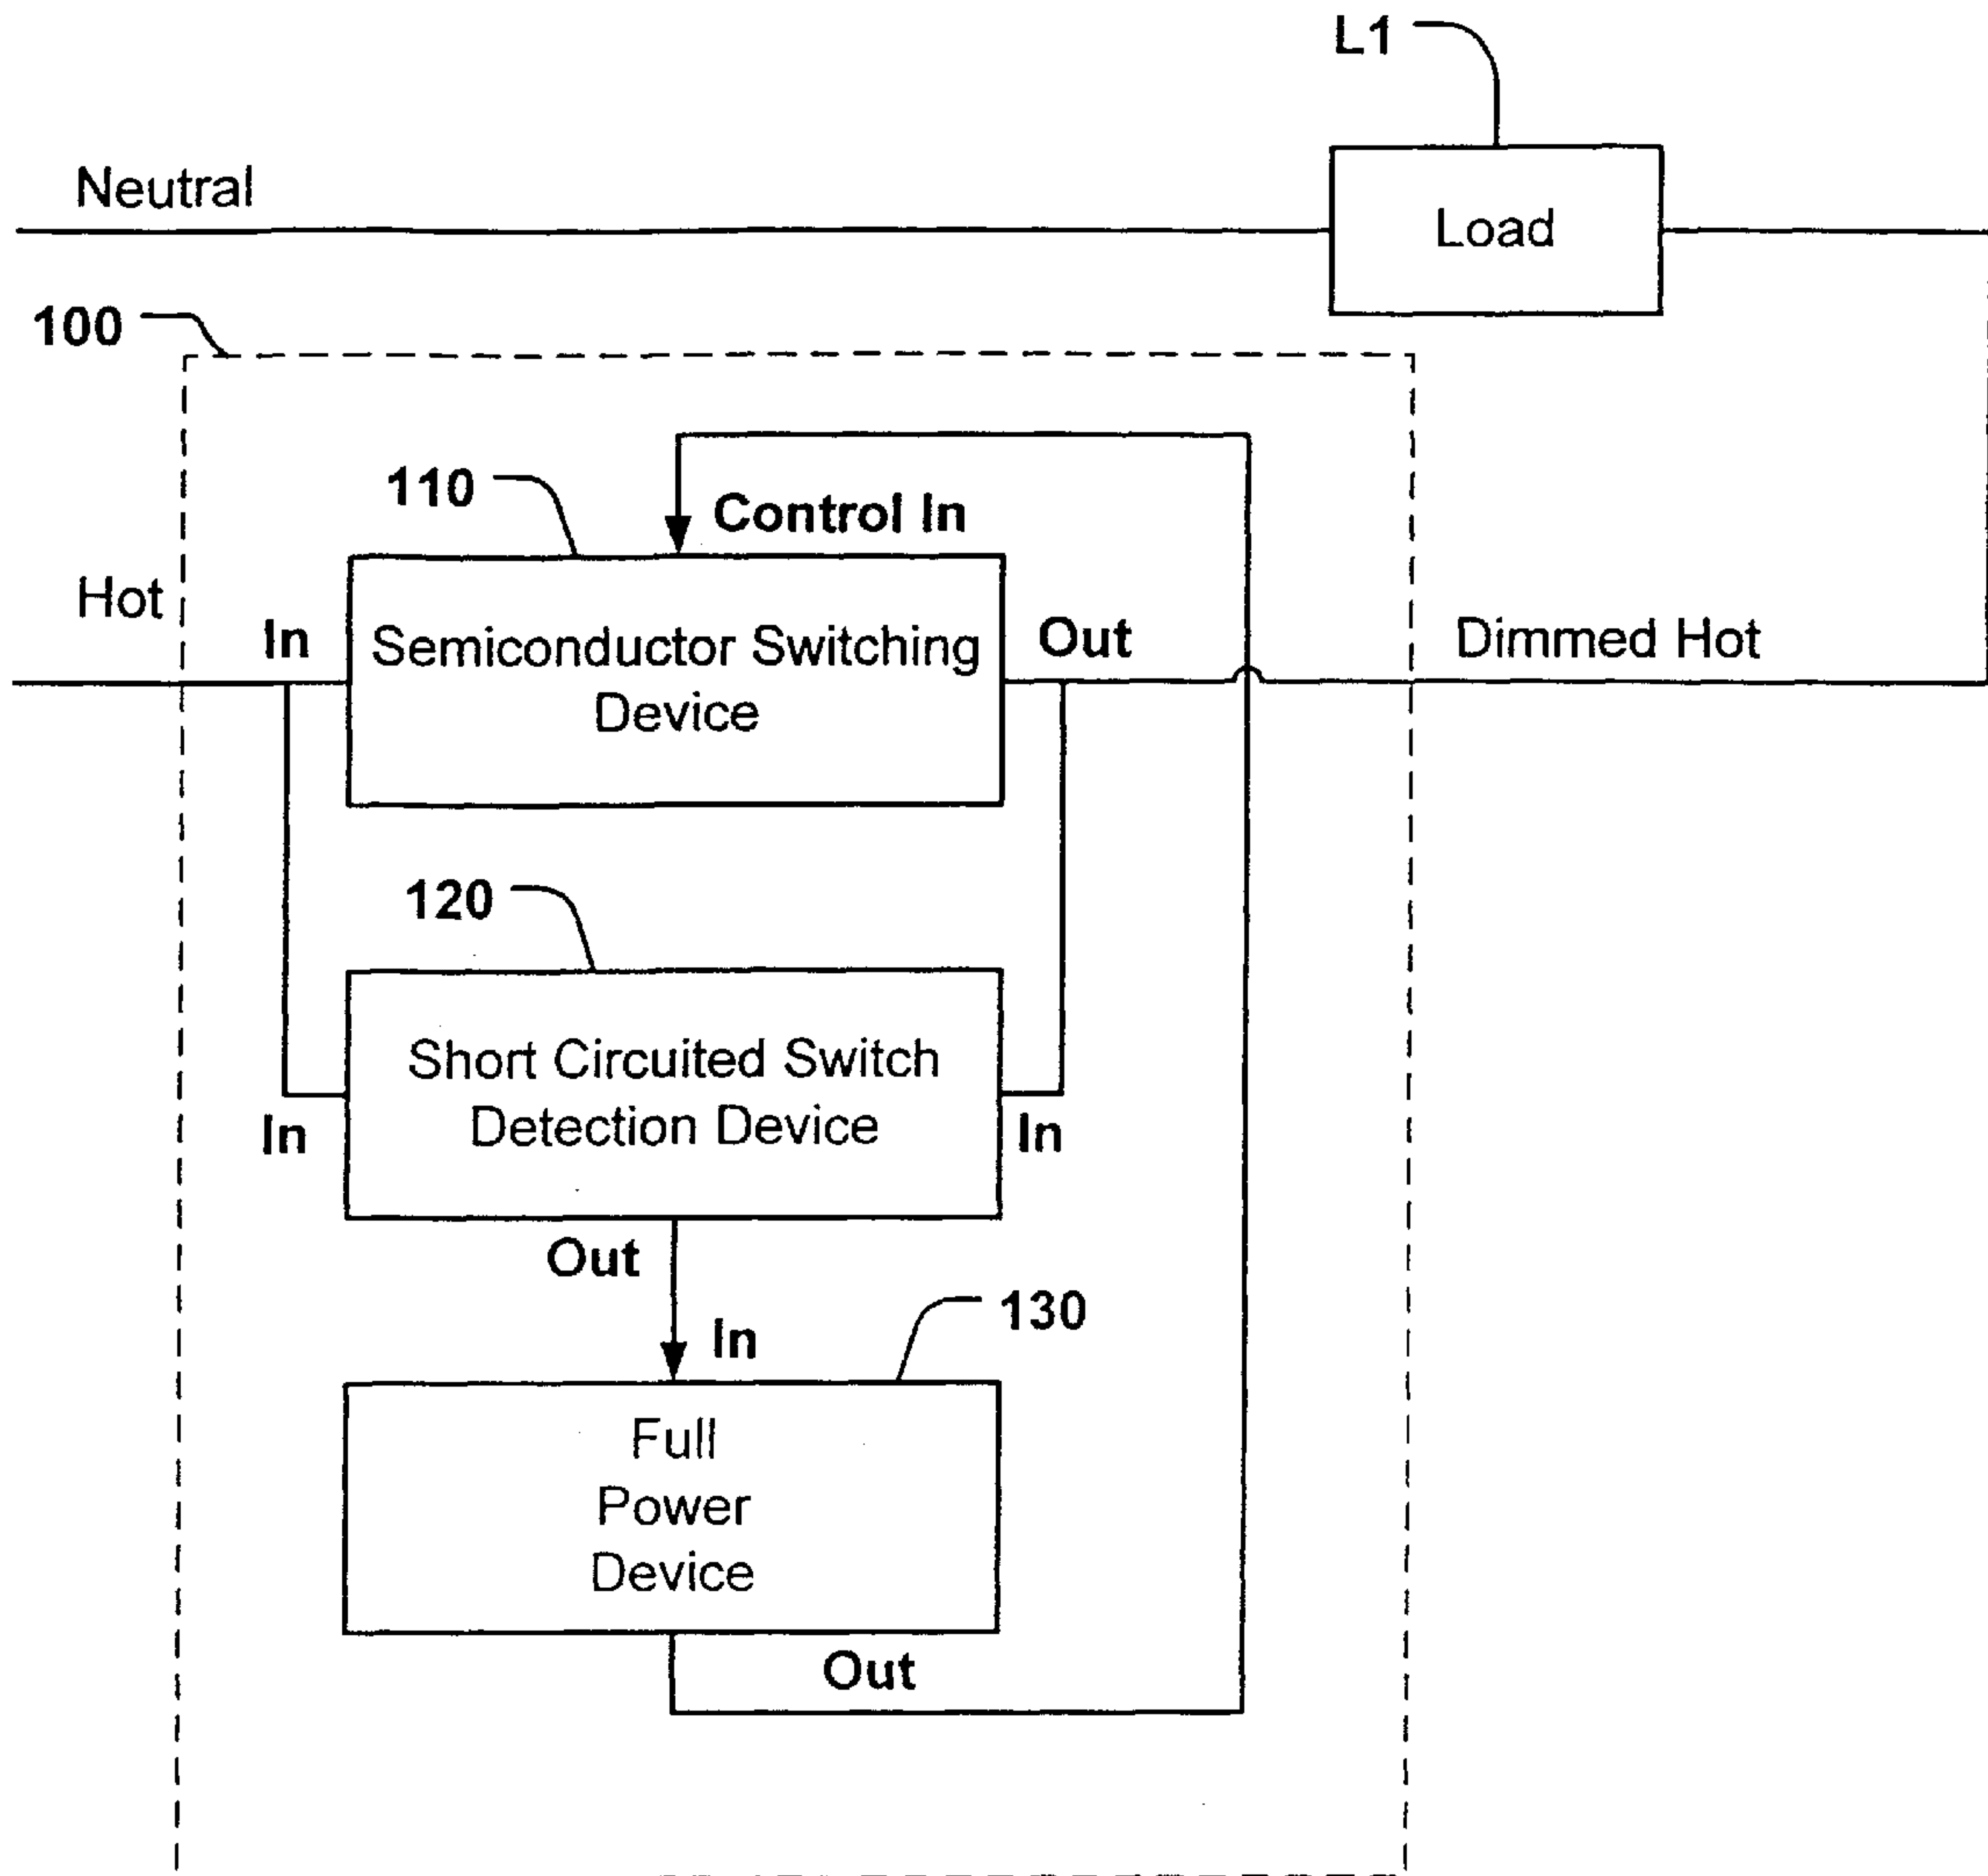 L1
Neutral
Load
100
110
Control In
Hot
In
Semiconductor Switching
Device
Out
Dimmed Hot
120
Short Circuited Switch
Detection Device
In
In
Out
In
130
Full
Power
Device
Out